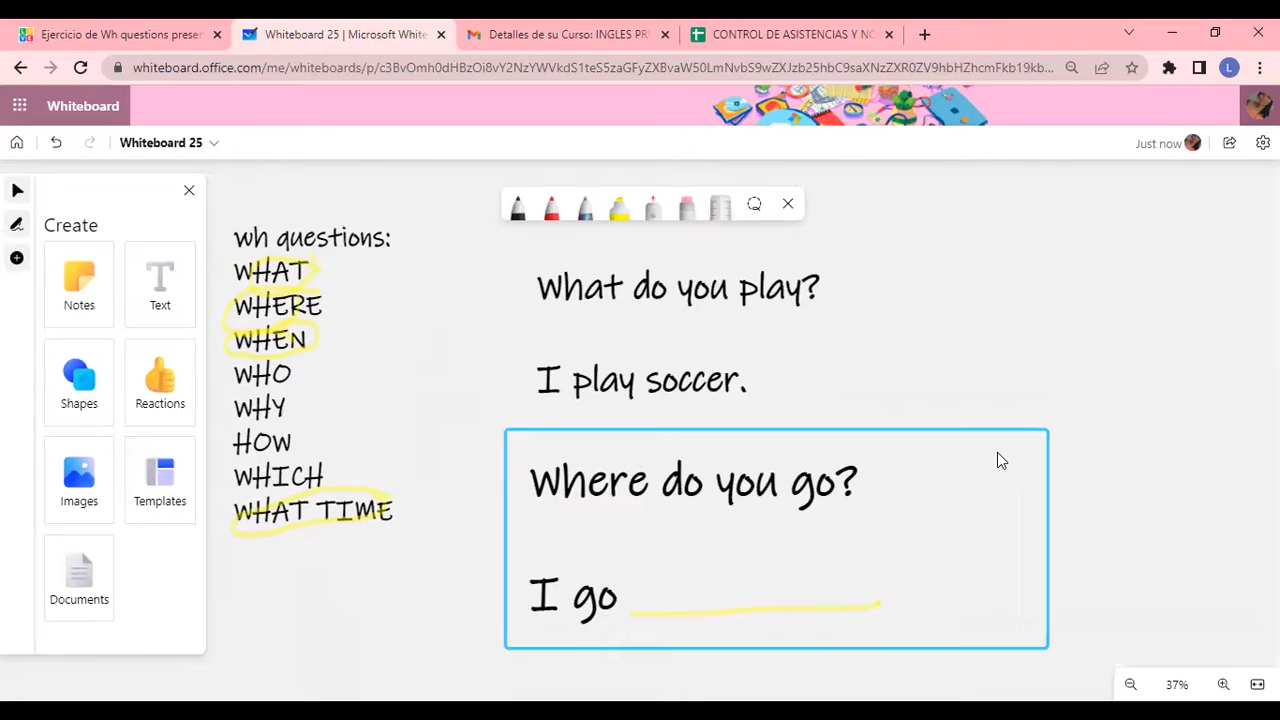 Ejercicio de Wh questions preser
Whiteboard 25 | Microsoft White
Detalles de su Curso: INGLES PR
CONTROL DE ASISTENCIAS Y NO
whiteboard.office.com/me/whiteboards/p/
L
Whiteboard
Whiteboard 25
Just now
Create
Notes
Text
Shapes
Reactions
Images
Templates
Documents
wh questions:
WHAT
WHERE
WHEN
WHO
WHY
HOW
WHICH
WHAT TIME
What do you play?
I play soccer.
Where do you go?
I go
37%